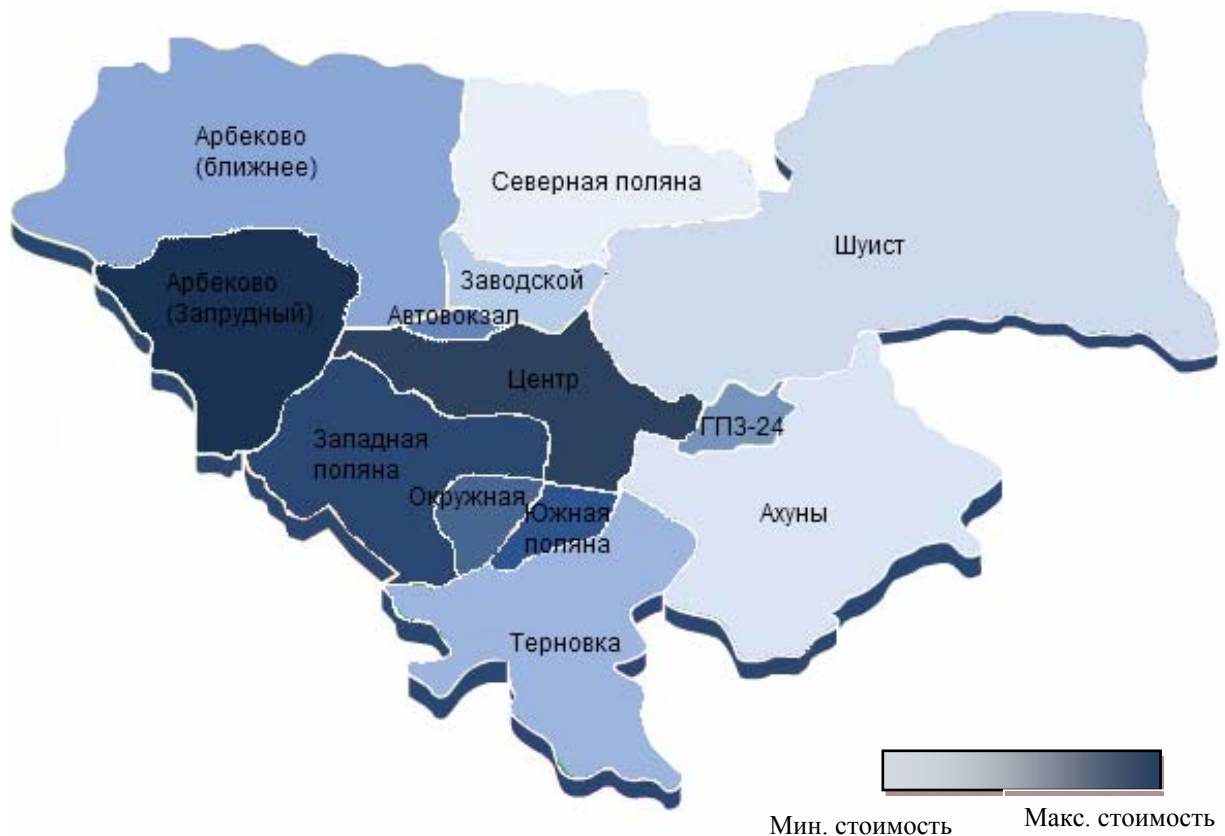 Арбеково
(ближнее)
Северная поляна
Шуист
Заводской
Арбеково
(Запрудный)
Автовокзал
Центр
ГПЗ-24
Западная
поляна
Окружная
Южная
поляна
Ахуны
Терновка
Мин. стоимость
Макс. стоимость